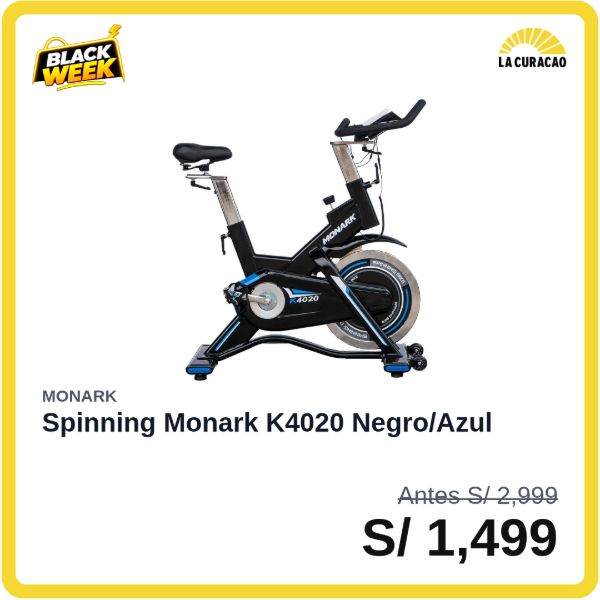 BLACK
WEEK
LA CURACAO
MONARK
K4020
MONARK
Spinning Monark K4020 Negro/Azul
Antes S/ 2,999
S/ 1,499